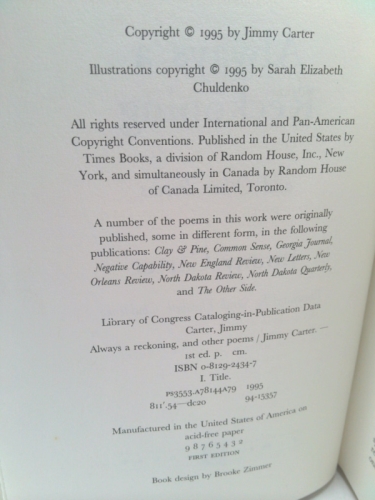 Copyright © 1995 by Jimmy Carter
Illustrations copyright © 1995 by Sarah Elizabeth
Chuldenko
All rights reserved under International and Pan-American
Copyright Conventions. Published in the United States by
Times Books, a division of Random House, Inc., New
York, and simultaneously in Canada by Random House
of Canada Limited, Toronto.
A number of the poems in this work were originally
published, some in different form, in the following
publications: Clay & Pine, Common Sense, Georgia Journal,
Negative Capability, New England Review, New Letters, New
Orleans Review, North Dakota Review, North Dakota Quarterly,
and The Other Side.
Library of Congress Cataloging-in-Publication Data
Carter, Jimmy
Always a reckoning, and other poems / Jimmy Carter. —
1st ed. p. cm.
ISBN 0-8129-2434-7
I. Title.
PS3553.A78144A79 1995
811'.54—dc20 94-15357
Manufactured in the United States of America on
acid-free paper
9 8 7 6 5 4 3 2
FIRST EDITION
Book design by Brooke Zimmer